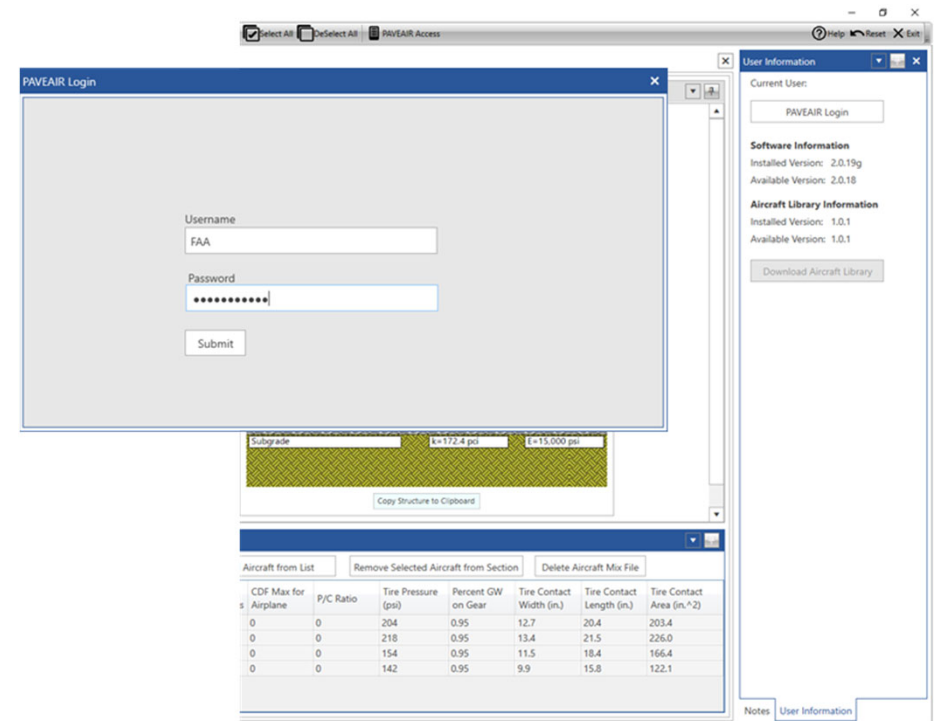 Select All DeSelect All PAVEAIR Access Help Reset Exit
PAVEAIR Login
Username
FAA
Password
Submit
User Information
Current User:
PAVEAIR Login
Software Information
Installed Version: 2.0.19g
Available Version: 2.0.18
Aircraft Library Information
Installed Version: 1.0.1
Available Version: 1.0.1
Download Aircraft Library
Subgrade k=172.4 pci E=15,000 psi
Copy Structure to Clipboard
Aircraft from List Remove Selected Aircraft from Section Delete Aircraft Mix File
s CDF Max for Airplane P/C Ratio Tire Pressure (psi) Percent GW on Gear Tire Contact Width (in.) Tire Contact Length (in.) Tire Contact Area (in.^2)
0 0 204 0.95 12.7 20.4 203.4
0 0 218 0.95 13.4 21.5 226.0
0 0 154 0.95 11.5 18.4 166.4
0 0 142 0.95 9.9 15.8 122.1
Notes User Information